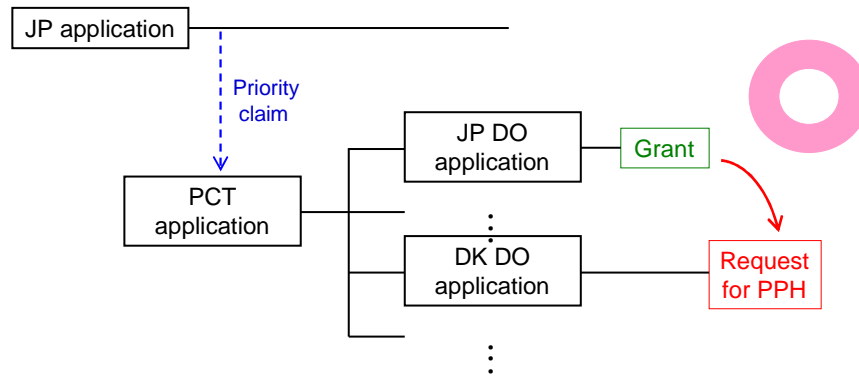 JP application
Priority
claim
JP DO
application
Grant
PCT
application
⋮
DK DO
application
Request
for PPH
⋮